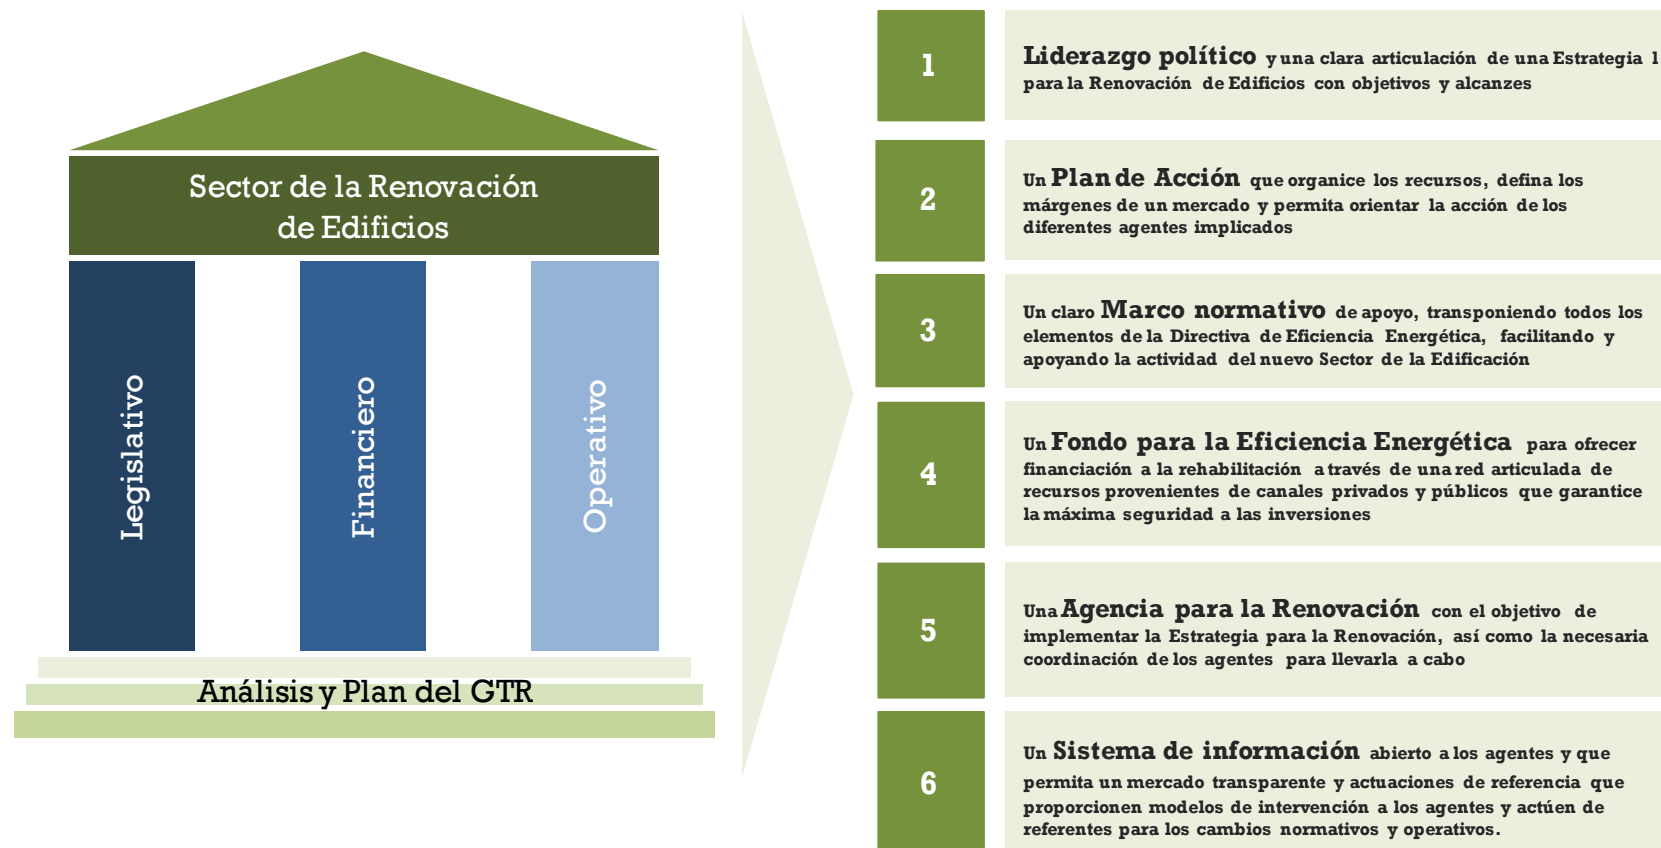 Sector de la Renovación
de Edificios
Legislativo
Financiero
Operativo
Análisis y Plan del GTR
1
Liderazgo político y una clara articulación de una Estrategia
para la Renovación de Edificios con objetivos y alcanzes
2
Un Plan de Acción que organice los recursos, defina los
márgenes de un mercado y permita orientar la acción de los
diferentes agentes implicados
3
Un claro Marco normativo de apoyo, transponiendo todos los
elementos de la Directiva de Eficiencia Energética, facilitando y
apoyando la actividad del nuevo Sector de la Edificación
4
Un Fondo para la Eficiencia Energética para ofrecer
financiación a la rehabilitación a través de una red articulada de
recursos provenientes de canales privados y públicos que garantice
la máxima seguridad a las inversiones
5
Una Agencia para la Renovación con el objetivo de
implementar la Estrategia para la Renovación, así como la necesaria
coordinación de los agentes para llevarla a cabo
6
Un Sistema de información abierto a los agentes y que
permita un mercado transparente y actuaciones de referencia que
proporcionen modelos de intervención a los agentes y actúen de
referentes para los cambios normativos y operativos.